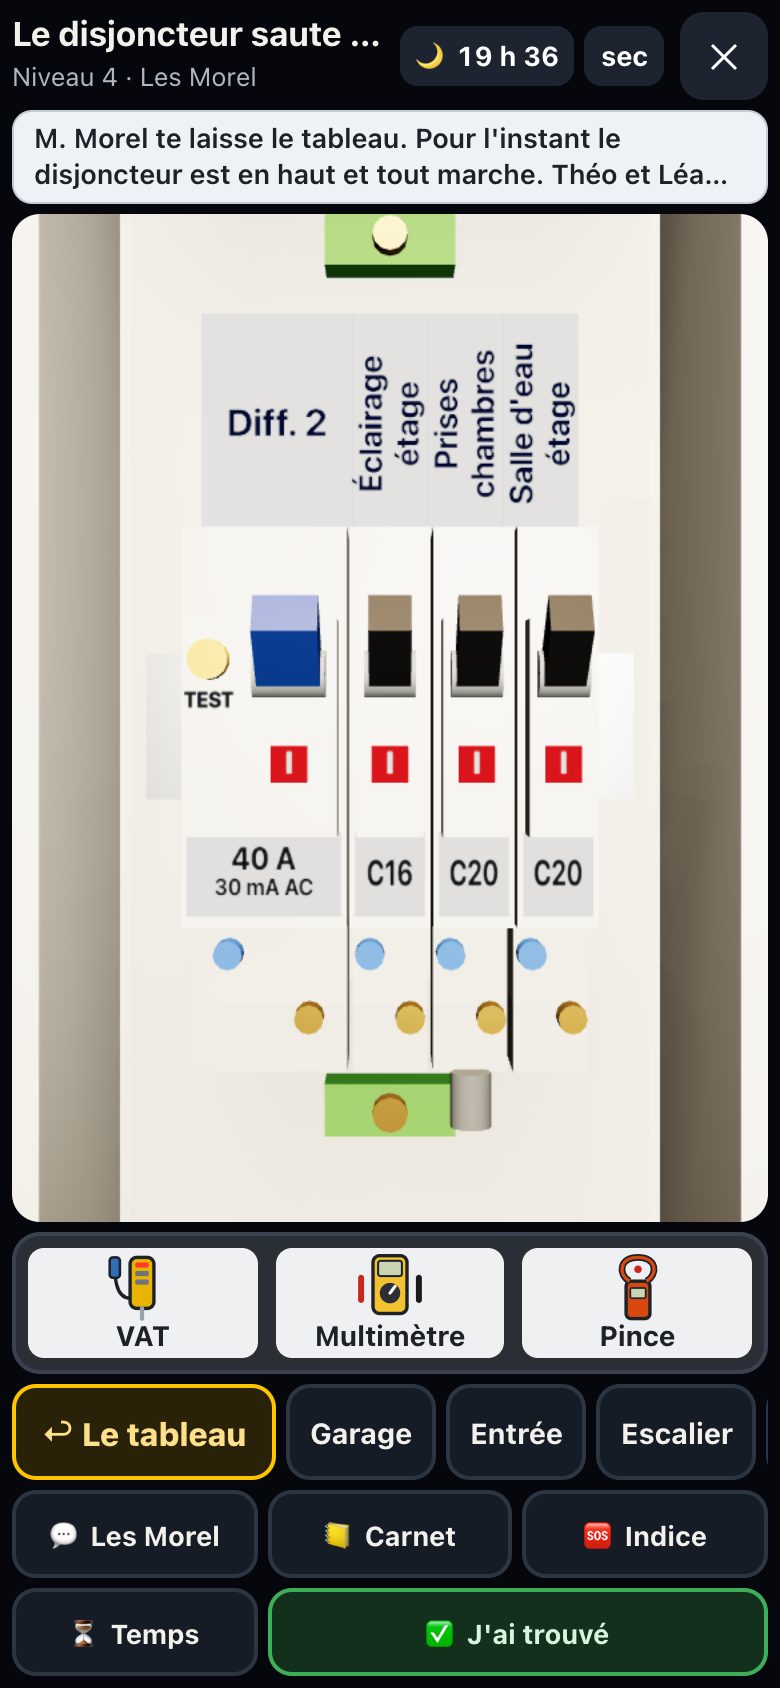 Le disjoncteur saute ...
Niveau 4 · Les Morel
🌙 19 h 36
sec
M. Morel te laisse le tableau. Pour l'instant le
disjoncteur est en haut et tout marche. Théo et Léa...
Diff. 2
Éclairage
étage
Prises
chambres
Salle d'eau
étage
TEST
I
I
I
I
40 A
30 mA AC
C16
C20
C20
VAT
Multimètre
Pince
↩ Le tableau
Garage
Entrée
Escalier
💬 Les Morel
📒 Carnet
🆘 Indice
⏳ Temps
✅ J'ai trouvé